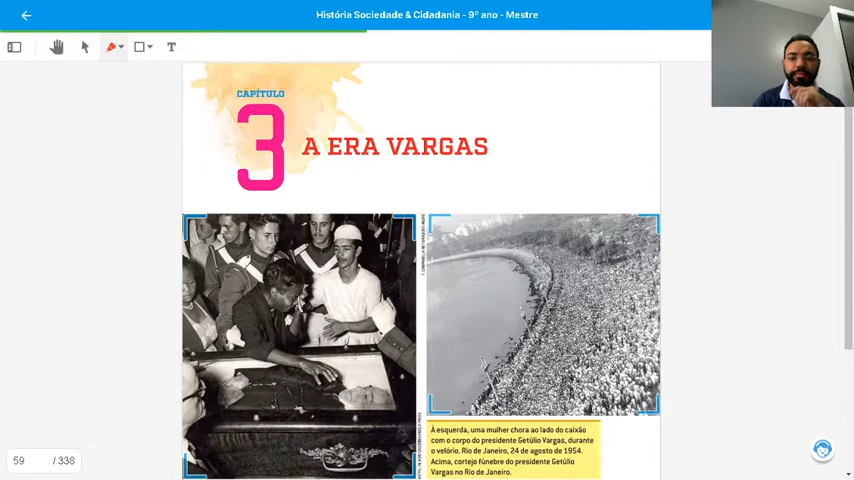 História Sociedade & Cidadania - 9º ano - Mestre
T
CAPÍTULO
3
A ERA VARGAS
À esquerda, uma mulher chora ao lado do caixão
com o corpo do presidente Getúlio Vargas, durante
o velório. Rio de Janeiro, 24 de agosto de 1954.
Acima, cortejo fúnebre do presidente Getúlio
Vargas no Rio de Janeiro.
59 / 338